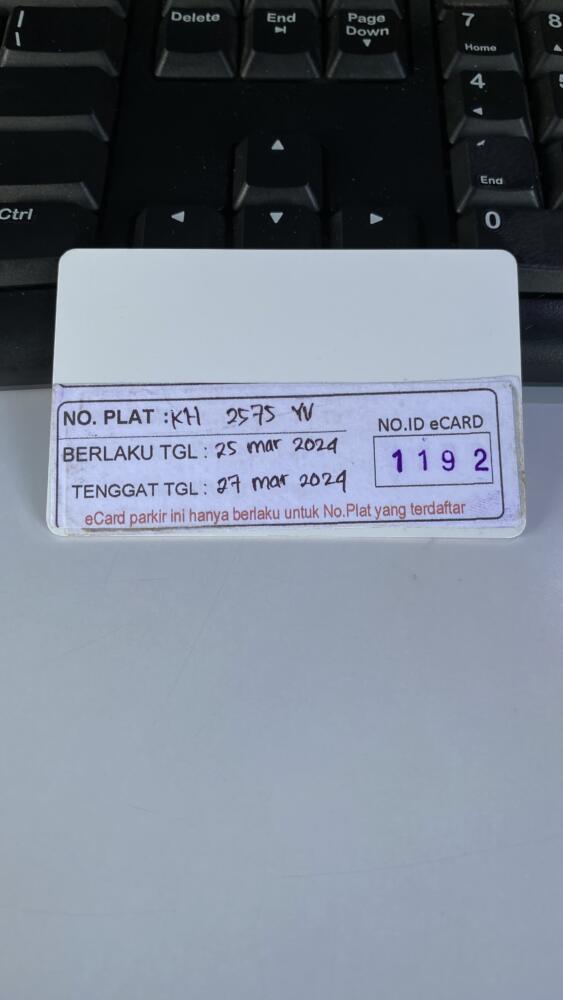 Delete
End
Page
Down
7
Home
8
4
End
Ctrl
0
NO. PLAT : KH 2575 YV
BERLAKU TGL : 25 mar 2024
TENGGAT TGL : 27 mar 2024
NO.ID eCARD
1192
eCard parkir ini hanya berlaku untuk No.Plat yang terdaftar